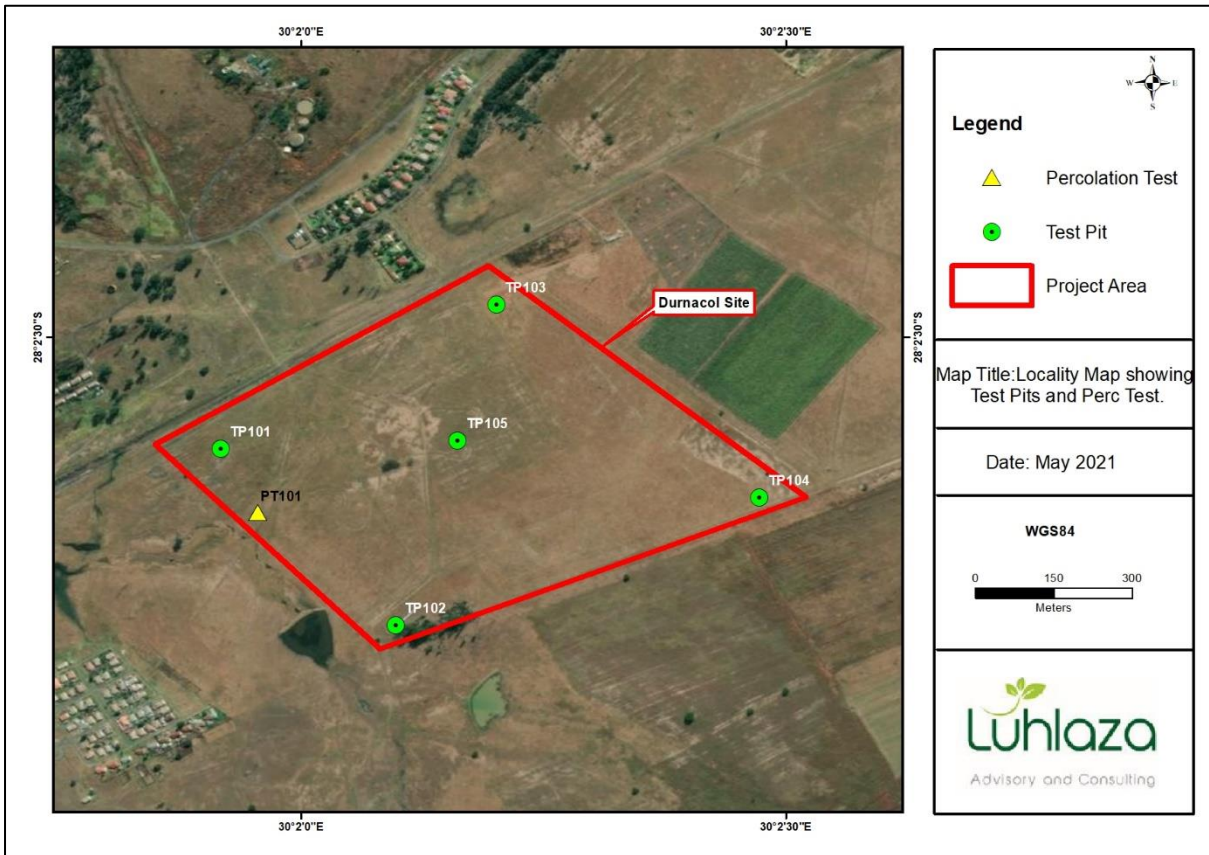 30°2'0"E
30°2'30"E
28°2'30"S
28°2'30"S
TP103
Durnacol Site
TP101
TP105
TP104
PT101
TP102
30°2'0"E
30°2'30"E
N
W E
S
Legend
Percolation Test
Test Pit
Project Area
Map Title:Locality Map showing
Test Pits and Perc Test.
Date: May 2021
WGS84
0 150 300
Meters
Luhlaza
Advisory and Consulting